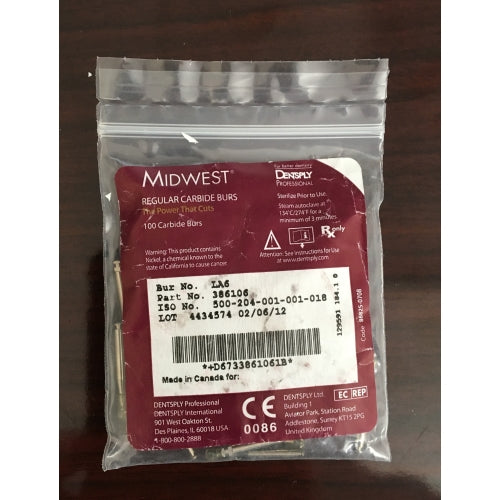 MIDWEST®
REGULAR CARBIDE BURS
The Power That Cuts
100 Carbide Burs
Warning: This product contains
Nickel, a chemical known to the
state of California to cause cancer.
For better dentistry
DENTSPLY
PROFESSIONAL
Sterilize Prior to Use.
Steam autoclave at
134°C/274°F for a
minimum of 3 minutes
Rx only
Attention: See Instructions for Use
at www.dentsply.com
Bur No. LA6
Part No. 386106
ISO No. 500-204-001-001-018
LOT 4434574 02/06/12
*+D6733861061B*
Made in Canada for:
129591 184.1 0
DENTSPLY Professional
DENTSPLY International
901 West Oakton St.
Des Plaines, IL 60018 USA
1-800-800-2888
CE
0086
DENTSPLY Ltd.
Building 1
Aviator Park, Station Road
Addlestone, Surrey KT15 2PG
United Kingdom
EC REP